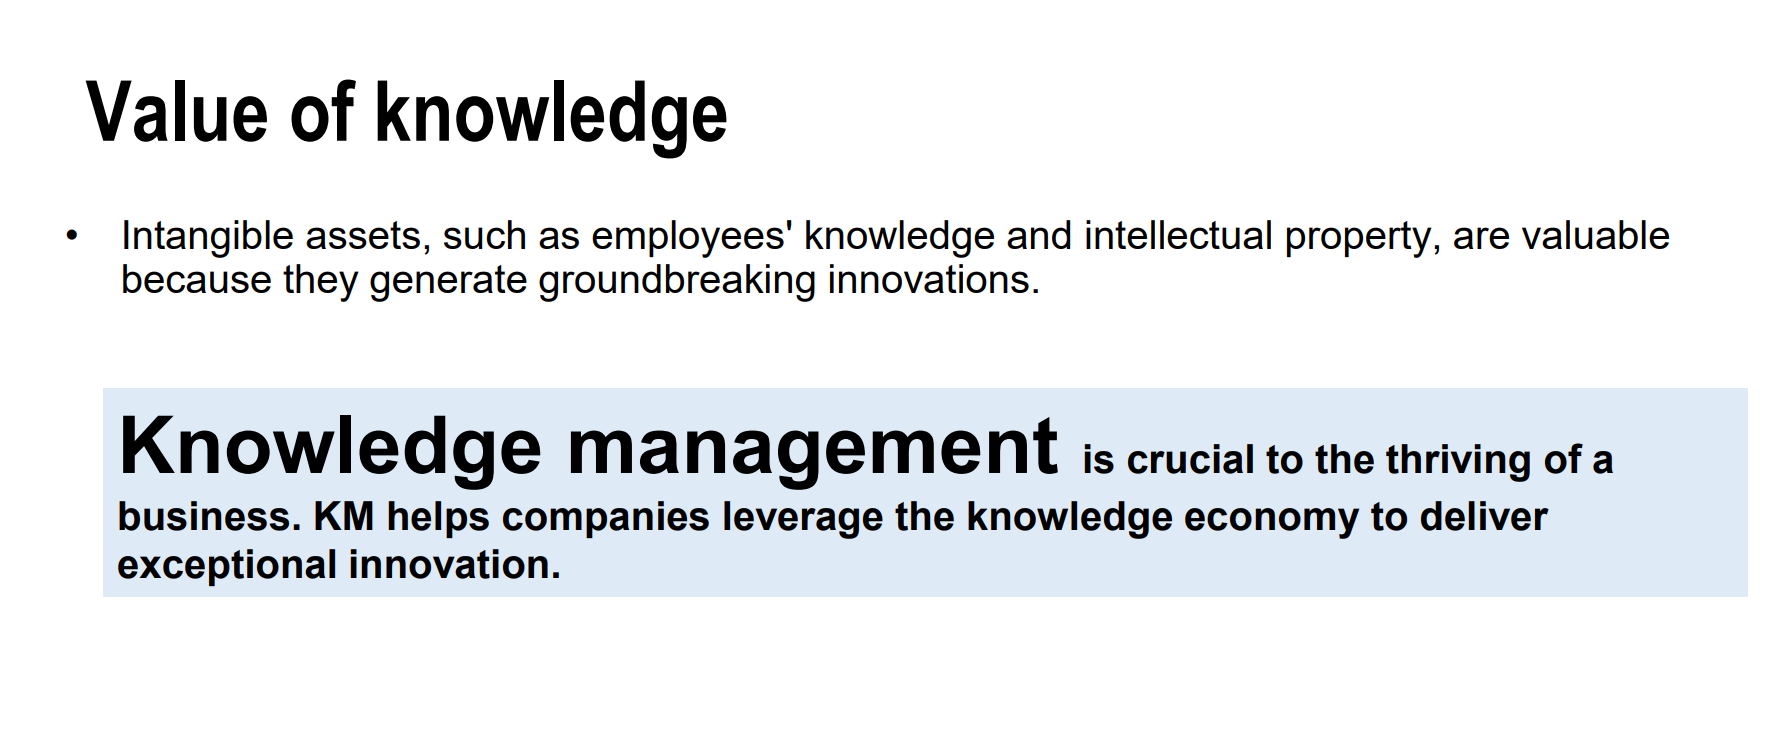 Value of knowledge
• Intangible assets, such as employees' knowledge and intellectual property, are valuable
because they generate groundbreaking innovations.
Knowledge management is crucial to the thriving of a
business. KM helps companies leverage the knowledge economy to deliver
exceptional innovation.